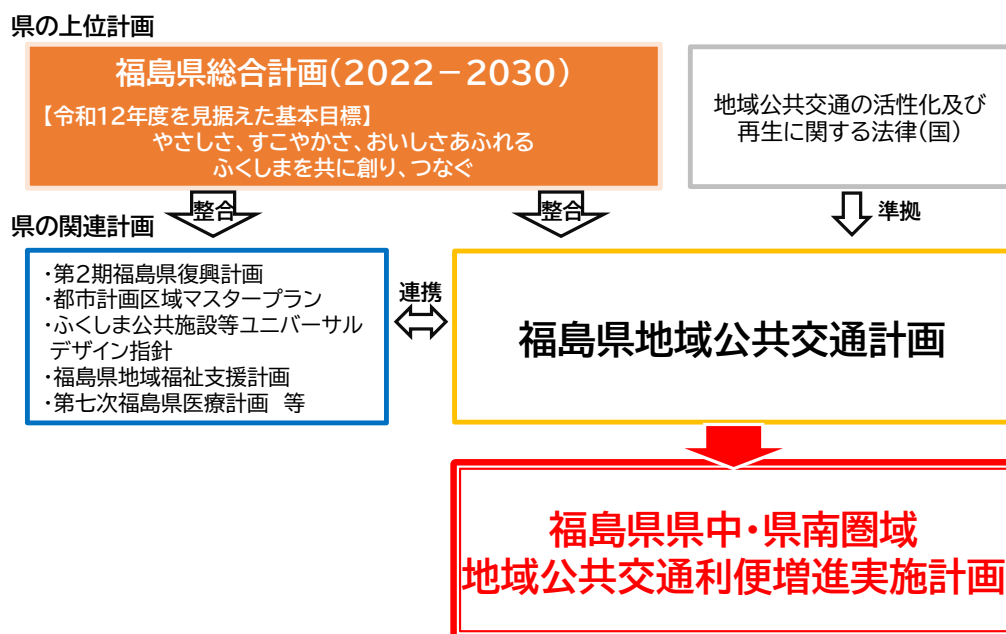 県の上位計画
福島県総合計画(2022－2030)
【令和12年度を見据えた基本目標】
やさしさ、すこやかさ、おいしさあふれる
ふくしまを共に創り、つなぐ
地域公共交通の活性化及び
再生に関する法律(国)
整合
整合
準拠
県の関連計画
・第2期福島県復興計画
・都市計画区域マスタープラン
・ふくしま公共施設等ユニバーサル
デザイン指針
・福島県地域福祉支援計画
・第七次福島県医療計画　等
連携
福島県地域公共交通計画
福島県県中・県南圏域
地域公共交通利便増進実施計画